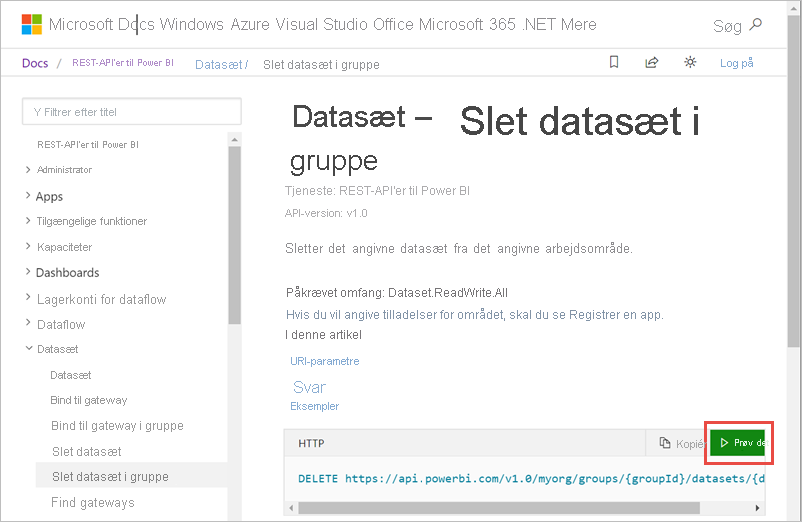 Microsoft Docs Windows Azure Visual Studio Office Microsoft 365 .NET Mere
Søg
Docs / REST-API'er til Power BI Datasæt / Slet datasæt i gruppe
Log på
Y Filtrer efter titel
REST-API'er til Power BI
Administrator
Apps
Tilgængelige funktioner
Kapaciteter
Dashboards
Lagerkonti for dataflow
Dataflow
Datasæt
Datasæt
Bind til gateway
Bind til gateway i gruppe
Slet datasæt
Slet datasæt i gruppe
Find gateways
Datasæt – Slet datasæt i
gruppe
Tjeneste: REST-API'er til Power BI
API-version: v1.0
Sletter det angivne datasæt fra det angivne arbejdsområde.
Påkrævet omfang: Dataset.ReadWrite.All
Hvis du vil angive tilladelser for området, skal du se Registrer en app.
I denne artikel
URI-parametre
Svar
Eksempler
HTTP
Kopiér
Prøv de
DELETE https://api.powerbi.com/v1.0/myorg/groups/{groupId}/datasets/{d